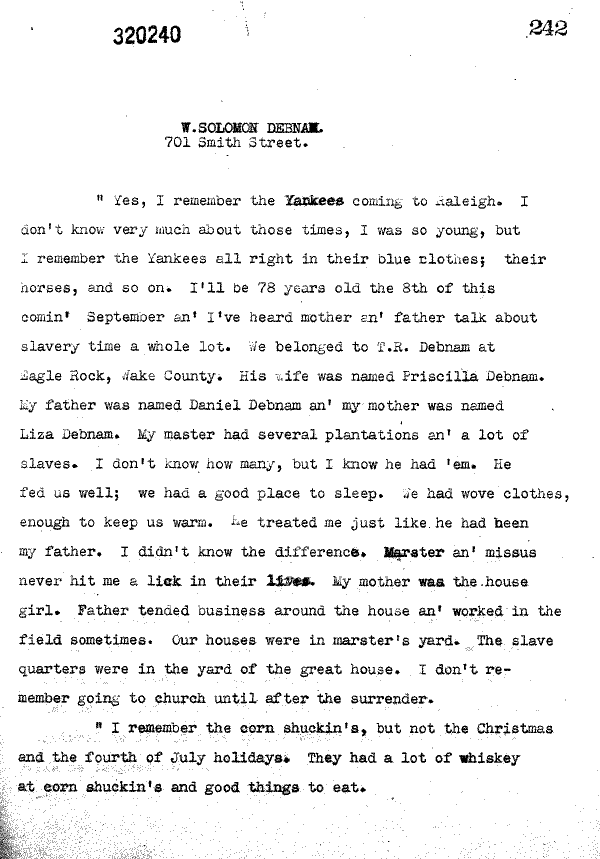 320240
242
W.SOLOMON DEBNAM.
701 Smith Street.
" Yes, I remember the Yankees coming to Raleigh. I
don't know very much about those times, I was so young, but
I remember the Yankees all right in their blue clothes; their
horses, and so on. I'll be 78 years old the 8th of this
comin' September an' I've heard mother an' father talk about
slavery time a whole lot. We belonged to T.R. Debnam at
Eagle Rock, Wake County. His wife was named Priscilla Debnam.
My father was named Daniel Debnam an' my mother was named
Liza Debnam. My master had several plantations an' a lot of
slaves. I don't know how many, but I know he had 'em. He
fed us well; we had a good place to sleep. We had wove clothes,
enough to keep us warm. He treated me just like he had been
my father. I didn't know the difference. Marster an' missus
never hit me a lick in their lives. My mother was the house
girl. Father tended business around the house an' worked in the
field sometimes. Our houses were in marster's yard. The slave
quarters were in the yard of the great house. I don't re-
member going to church until after the surrender.
" I remember the corn shuckin's, but not the Christmas
and the fourth of July holidays. They had a lot of whiskey
at corn shuckin's and good things to eat.